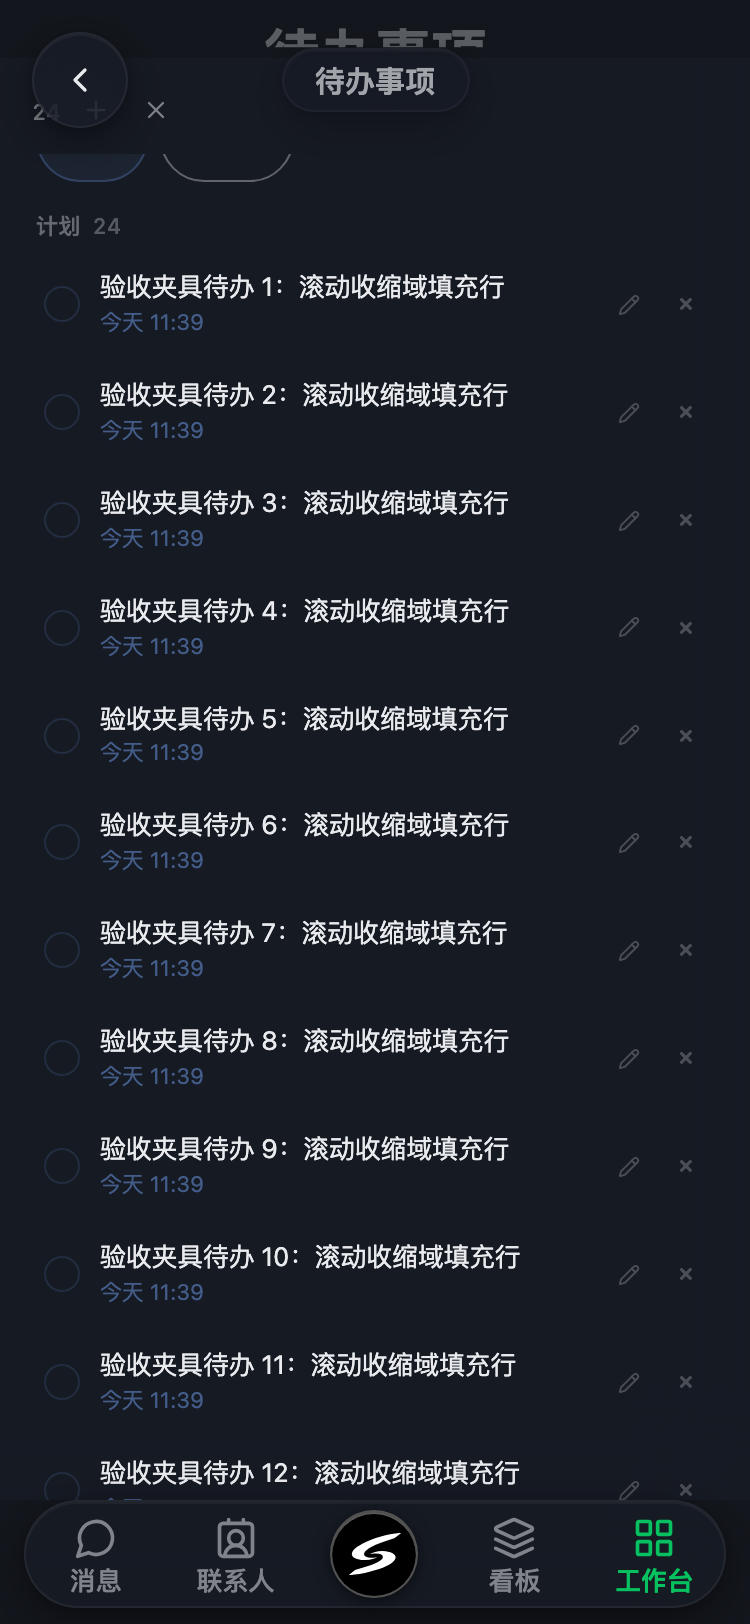 待办事项
待办事项
24
计划 24
验收夹具待办 1：滚动收缩域填充行
今天 11:39
验收夹具待办 2：滚动收缩域填充行
今天 11:39
验收夹具待办 3：滚动收缩域填充行
今天 11:39
验收夹具待办 4：滚动收缩域填充行
今天 11:39
验收夹具待办 5：滚动收缩域填充行
今天 11:39
验收夹具待办 6：滚动收缩域填充行
今天 11:39
验收夹具待办 7：滚动收缩域填充行
今天 11:39
验收夹具待办 8：滚动收缩域填充行
今天 11:39
验收夹具待办 9：滚动收缩域填充行
今天 11:39
验收夹具待办 10：滚动收缩域填充行
今天 11:39
验收夹具待办 11：滚动收缩域填充行
今天 11:39
验收夹具待办 12：滚动收缩域填充行
消息
联系人
看板
工作台